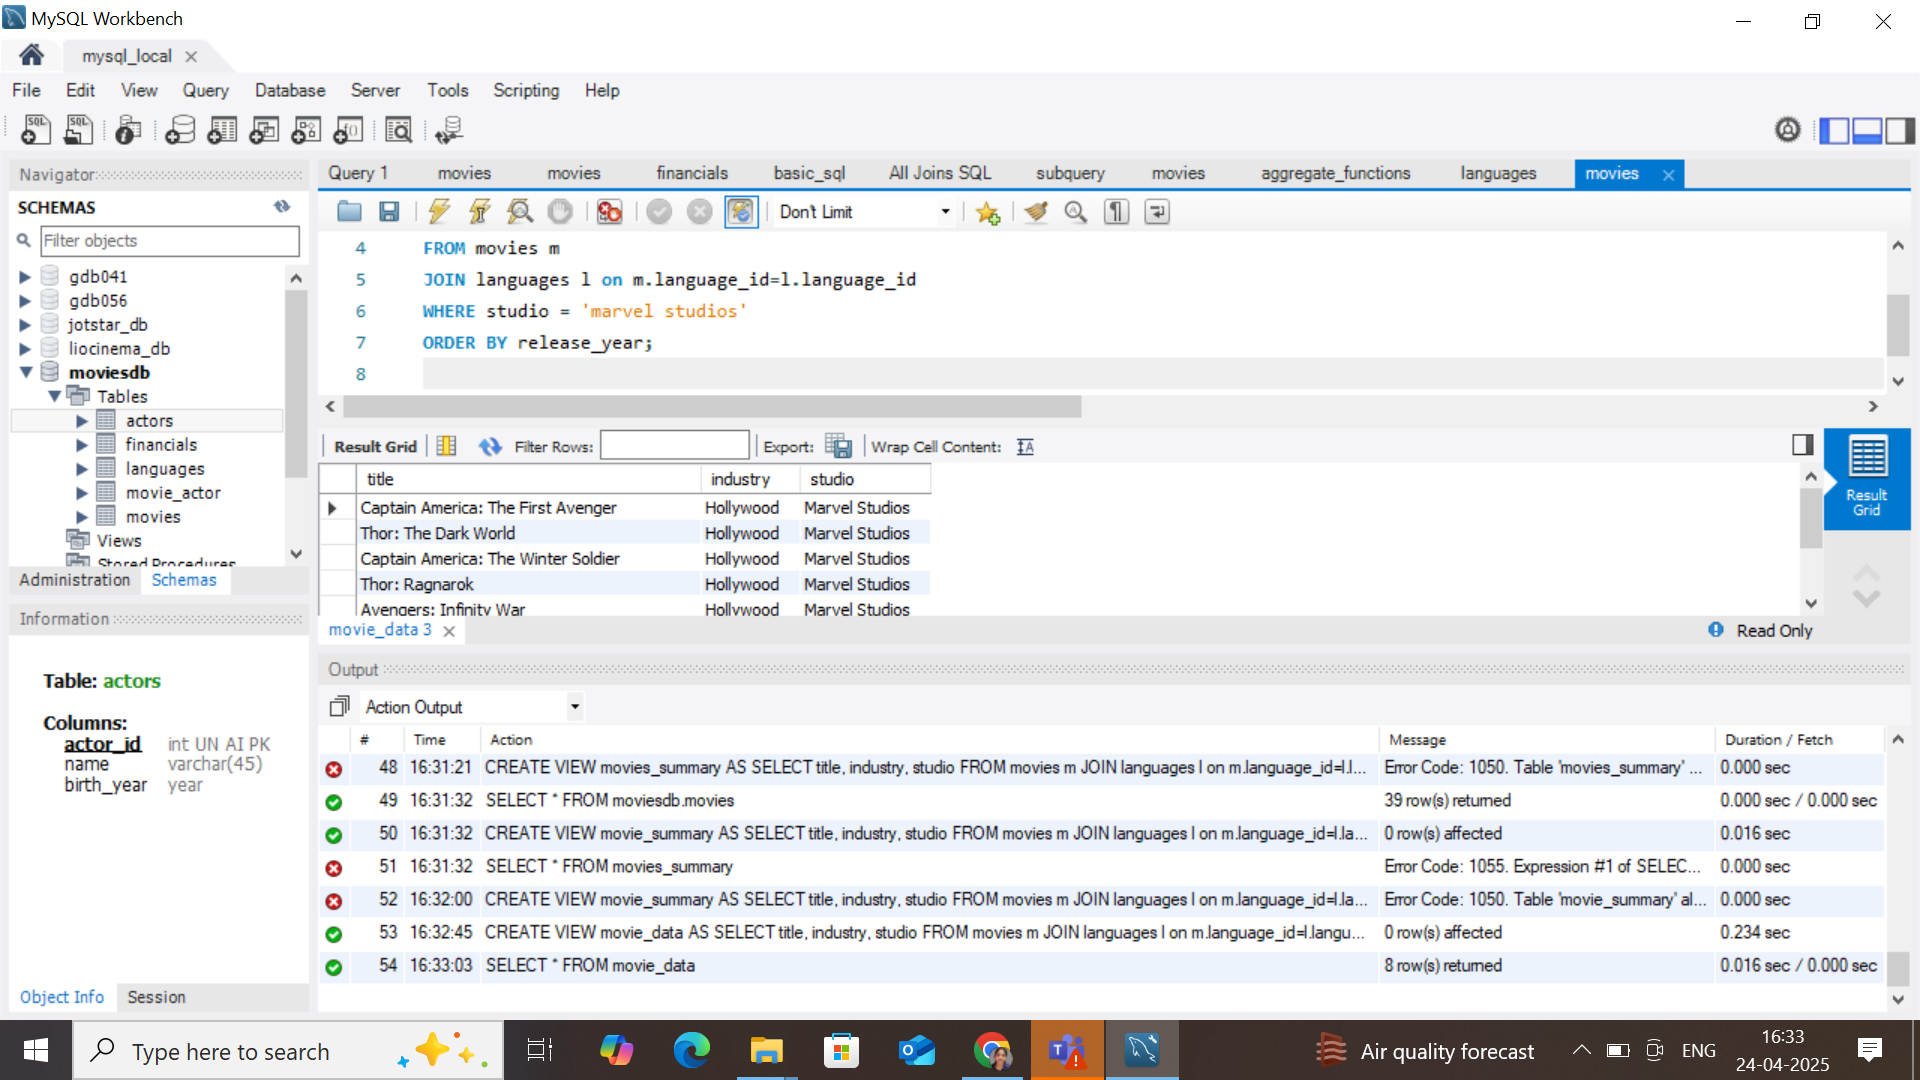 MySQL Workbench
mysql_local
File Edit View Query Database Server Tools Scripting Help
Navigator
SCHEMAS
Filter objects
gdb041
gdb056
jotstar_db
liocinema_db
moviesdb
Tables
actors
financials
languages
movie_actor
movies
Views
Stored Procedures
Administration Schemas
Information
Table: actors
Columns:
actor_id int UN AI PK
name varchar(45)
birth_year year
Object Info Session
Query 1 movies movies financials basic_sql All Joins SQL subquery movies aggregate_functions languages movies
Don't Limit
4 FROM movies m
5 JOIN languages l on m.language_id=l.language_id
6 WHERE studio = 'marvel studios'
7 ORDER BY release_year;
8
Result Grid Filter Rows: Export: Wrap Cell Content:
title industry studio
Captain America: The First Avenger Hollywood Marvel Studios
Thor: The Dark World Hollywood Marvel Studios
Captain America: The Winter Soldier Hollywood Marvel Studios
Thor: Ragnarok Hollywood Marvel Studios
Avengers: Infinity War Hollywood Marvel Studios
Result
Grid
movie_data 3
Read Only
Output
Action Output
# Time Action Message Duration / Fetch
48 16:31:21 CREATE VIEW movies_summary AS SELECT title, industry, studio FROM movies m JOIN languages l on m.language_id=l.l... Error Code: 1050. Table 'movies_summary' ... 0.000 sec
49 16:31:32 SELECT * FROM moviesdb.movies 39 row(s) returned 0.000 sec / 0.000 sec
50 16:31:32 CREATE VIEW movie_summary AS SELECT title, industry, studio FROM movies m JOIN languages l on m.language_id=l.la... 0 row(s) affected 0.016 sec
51 16:31:32 SELECT * FROM movies_summary Error Code: 1055. Expression #1 of SELEC... 0.000 sec
52 16:32:00 CREATE VIEW movie_summary AS SELECT title, industry, studio FROM movies m JOIN languages l on m.language_id=l.la... Error Code: 1050. Table 'movie_summary' al... 0.000 sec
53 16:32:45 CREATE VIEW movie_data AS SELECT title, industry, studio FROM movies m JOIN languages l on m.language_id=l.langu... 0 row(s) affected 0.234 sec
54 16:33:03 SELECT * FROM movie_data 8 row(s) returned 0.016 sec / 0.000 sec
Type here to search
Air quality forecast
ENG
16:33
24-04-2025